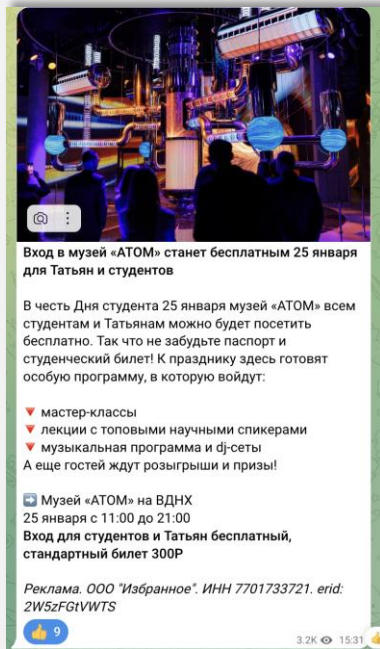 Вход в музей «АТОМ» станет бесплатным 25 января
для Татьян и студентов
В честь Дня студента 25 января музей «АТОМ» всем
студентам и Татьянам можно будет посетить
бесплатно. Так что не забудьте паспорт и
студенческий билет! К празднику здесь готовят
особую программу, в которую войдут:
🔻 мастер-классы
🔻 лекции с топовыми научными спикерами
🔻 музыкальная программа и dj-сеты
А еще гостей ждут розыгрыши и призы!
➡️ Музей «АТОМ» на ВДНХ
25 января с 11:00 до 21:00
Вход для студентов и Татьян бесплатный,
стандартный билет 300Р
Реклама. ООО "Избранное". ИНН 7701733721. erid:
2W5zFGtVWTS
👍 9
3.2K 15:31